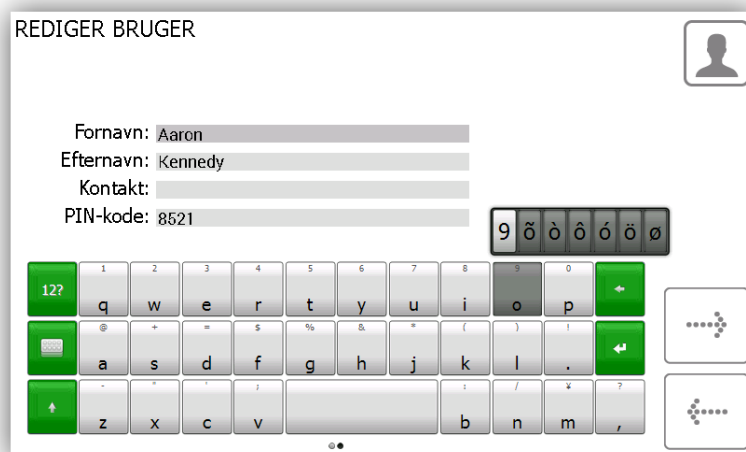 REDIGER BRUGER
Fornavn: Aaron
Efternavn: Kennedy
Kontakt:
PIN-kode: 8521
9 õ ò ô ó ö ø
1 2 3 4 5 6 7 8 9 0
12? q w e r t y u i o p
@ + = $ % & * ( ) !
a s d f g h j k l .
- " ' ; : / ¥ ?
z x c v b n m ,